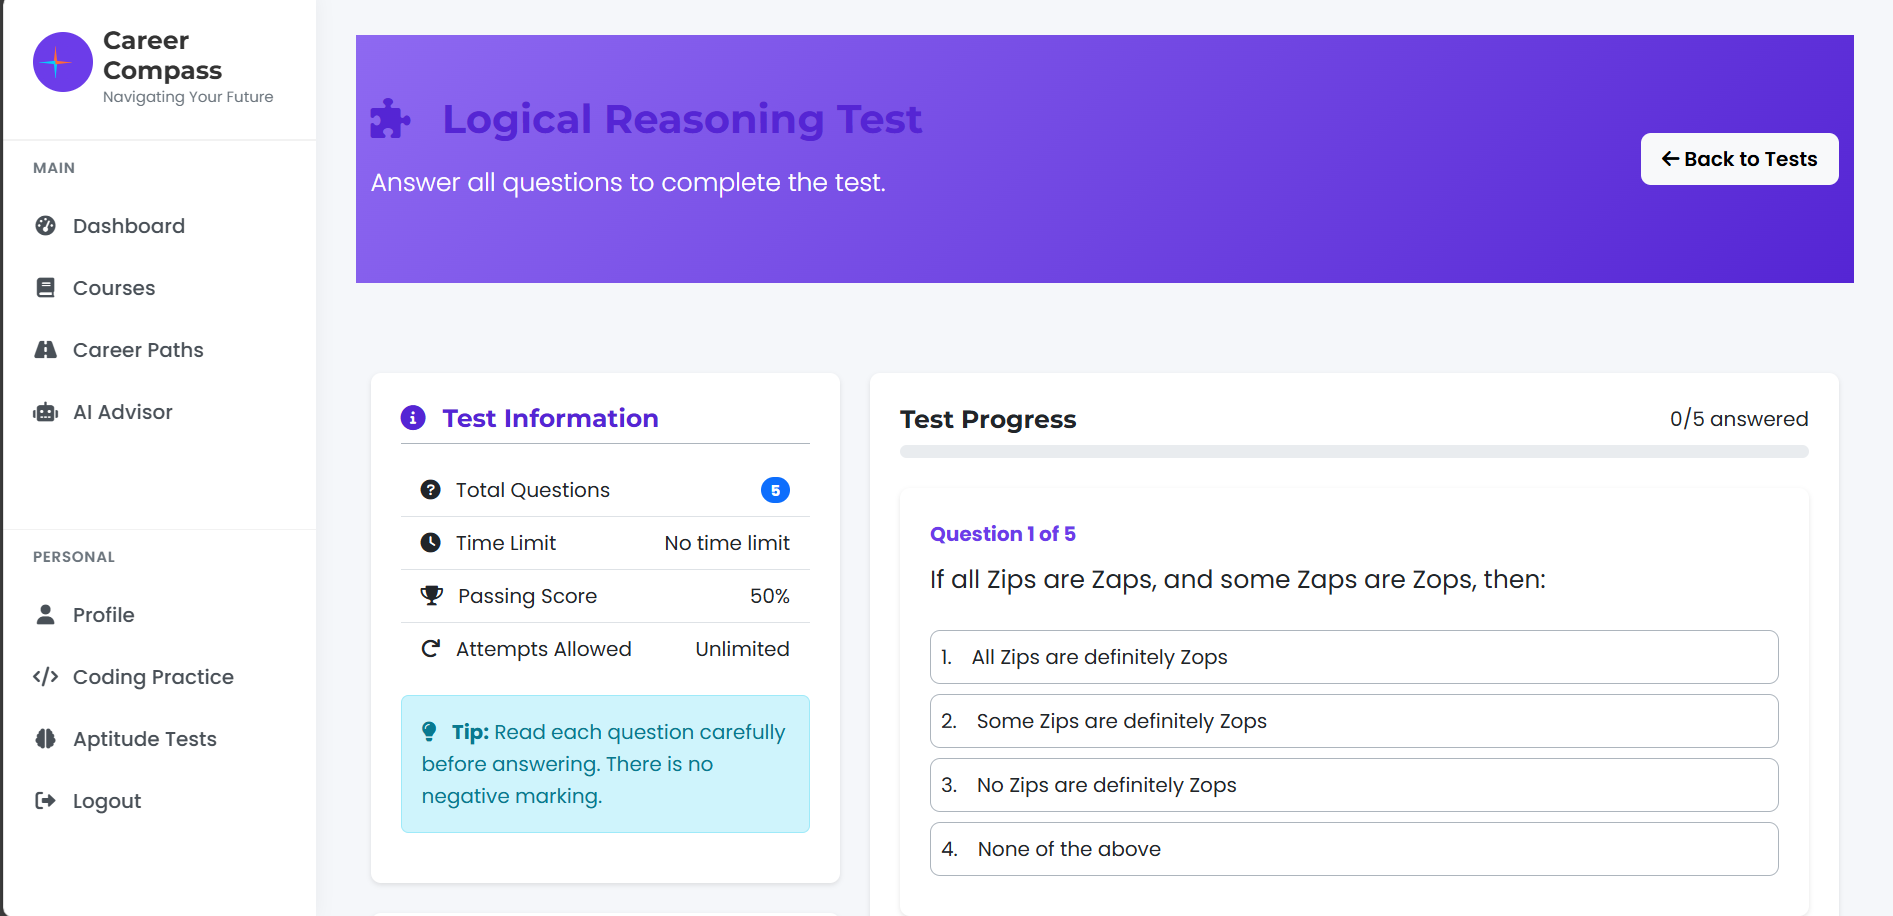 Career
Compass
Navigating Your Future
MAIN
Dashboard
Courses
Career Paths
AI Advisor
PERSONAL
Profile
Coding Practice
Aptitude Tests
Logout
Logical Reasoning Test
Answer all questions to complete the test.
Back to Tests
Test Information
Total Questions 5
Time Limit No time limit
Passing Score 50%
Attempts Allowed Unlimited
Tip: Read each question carefully
before answering. There is no
negative marking.
Test Progress 0/5 answered
Question 1 of 5
If all Zips are Zaps, and some Zaps are Zops, then:
1. All Zips are definitely Zops
2. Some Zips are definitely Zops
3. No Zips are definitely Zops
4. None of the above